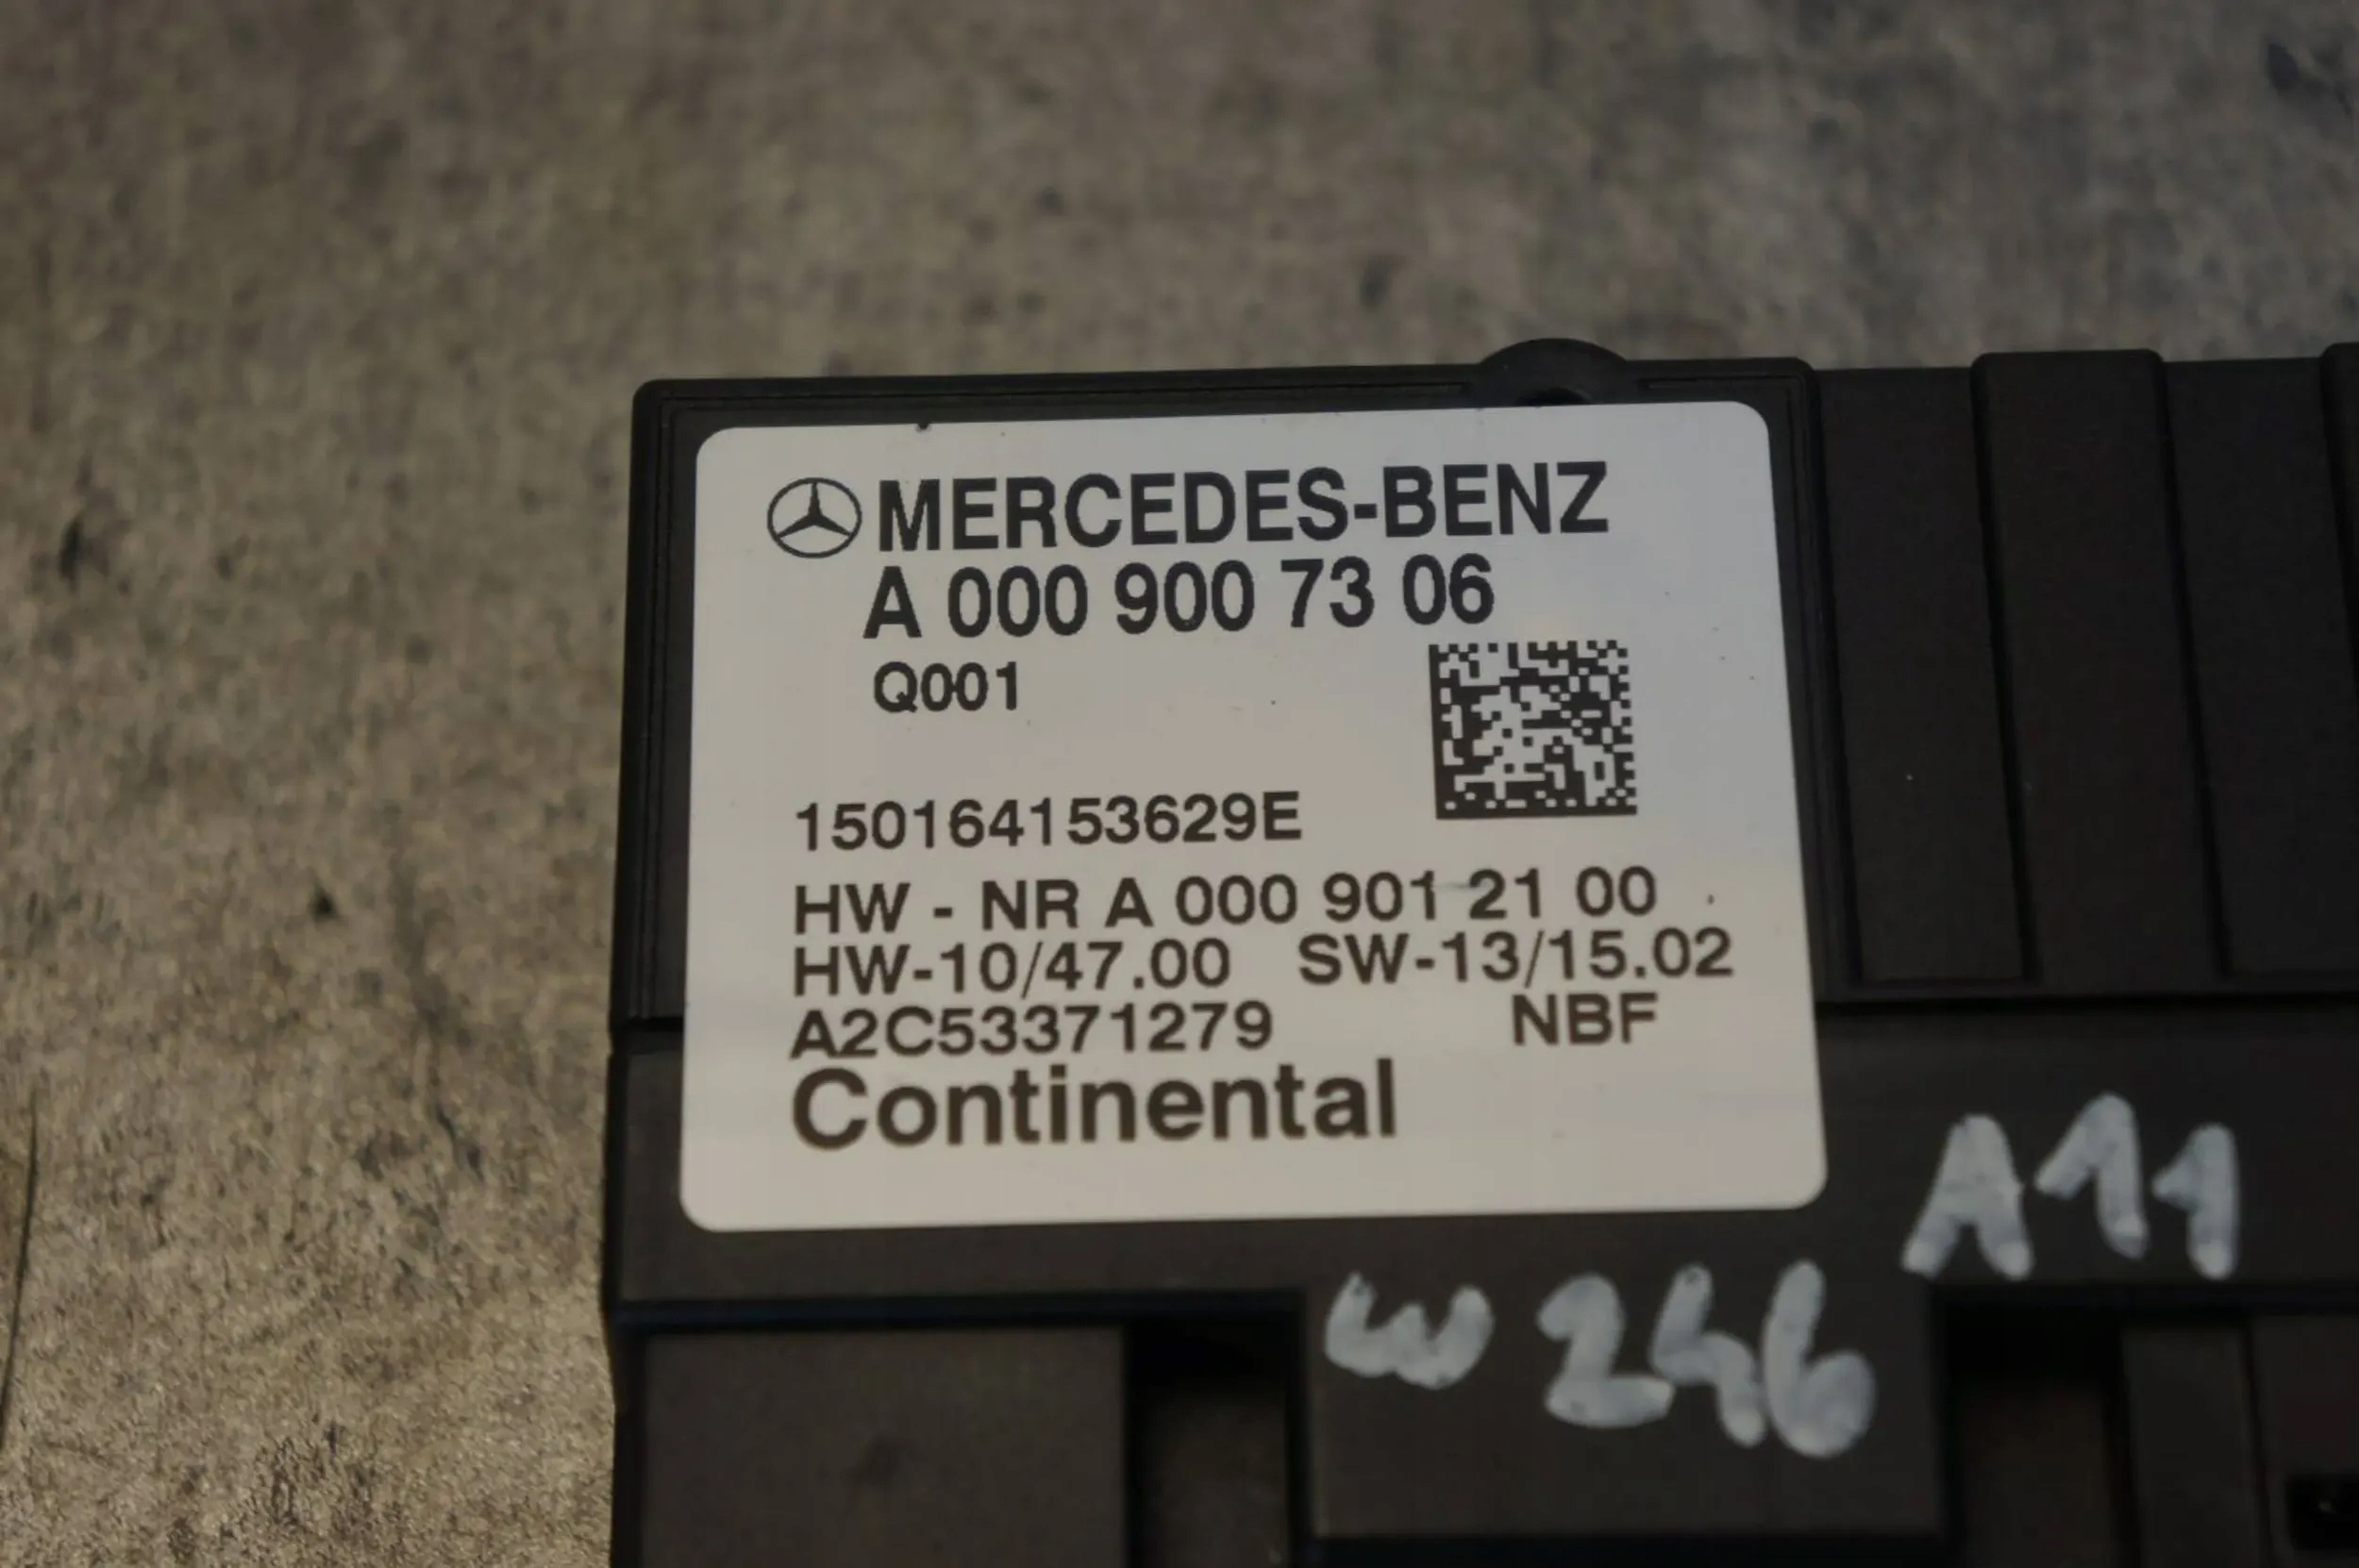 MERCEDES-BENZ
A 000 900 73 06
Q001
150164153629E
HW - NR A 000 901 21 00
HW-10/47.00 SW-13/15.02
A2C53371279 NBF
Continental
A11
W246